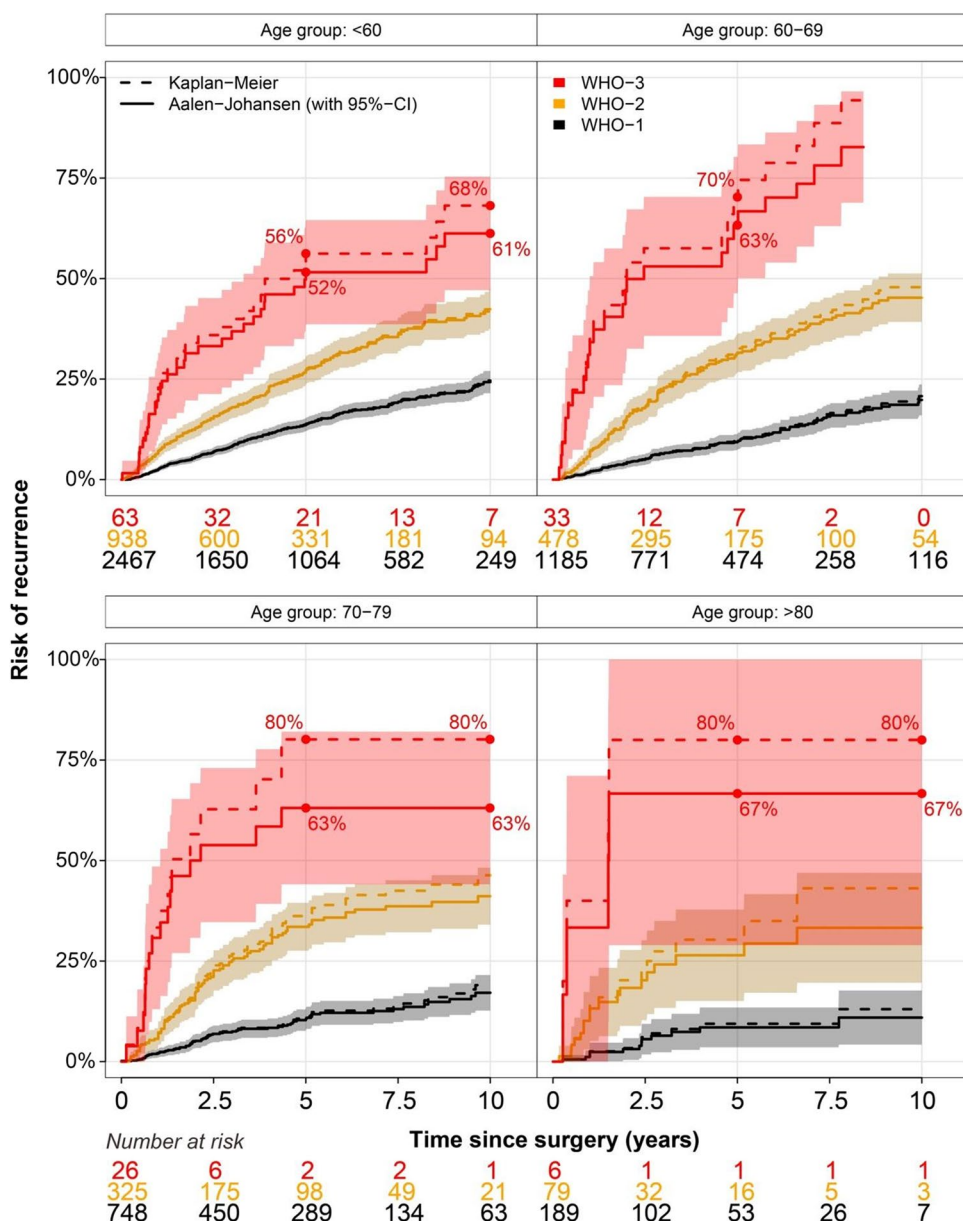 Age group: <60
Age group: 60−69
Kaplan−Meier
Aalen−Johansen (with 95%−CI)
WHO−3
WHO−2
WHO−1
Risk of recurrence
100%
75%
50%
25%
0%
56%
52%
68%
61%
70%
63%
63 32 21 13 7
938 600 331 181 94
2467 1650 1064 582 249
33 12 7 2 0
478 295 175 100 54
1185 771 474 258 116
Age group: 70−79
Age group: >80
100%
75%
50%
25%
0%
80%
80%
63%
63%
80%
80%
67%
67%
0 2.5 5 7.5 10
0 2.5 5 7.5 10
Number at risk
Time since surgery (years)
26 6 2 2 1
325 175 98 49 21
748 450 289 134 63
6 1 1 1 1
79 32 16 5 3
189 102 53 26 7